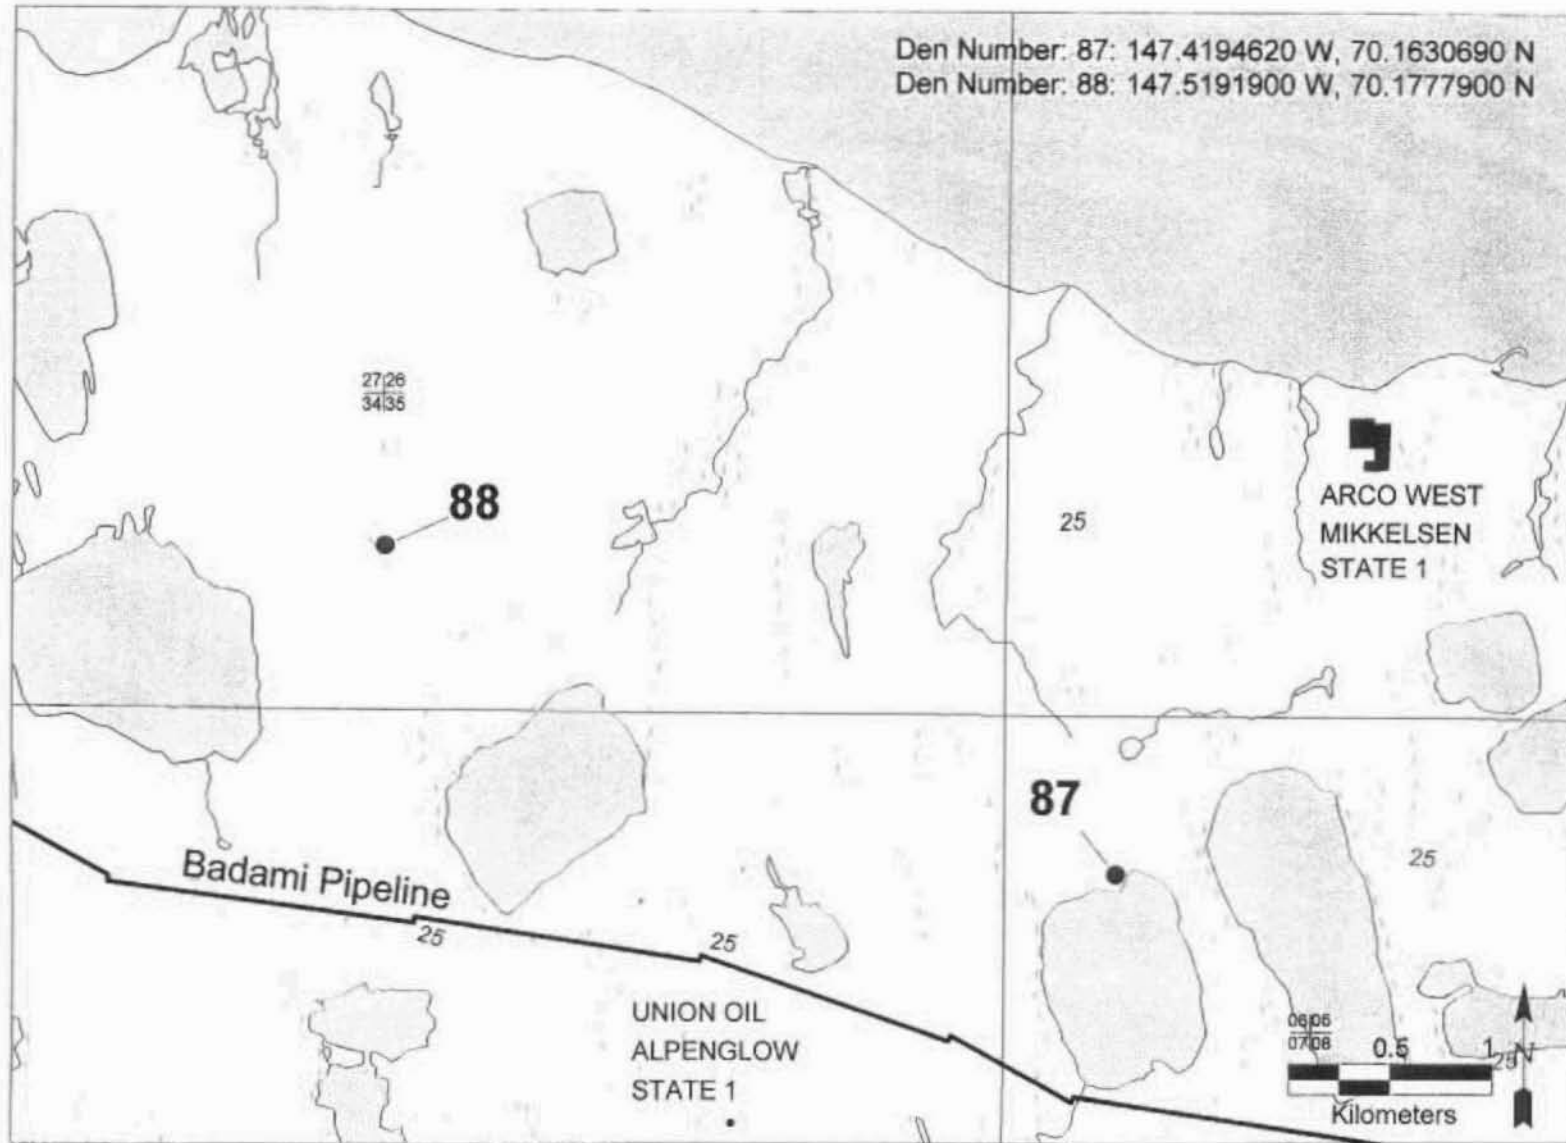 Den Number: 87: 147.4194620 W, 70.1630690 N
Den Number: 88: 147.5191900 W, 70.1777900 N
27 26
34 35
88
25
ARCO WEST
MIKKELSEN
STATE 1
87
25
Badami Pipeline
25
25
UNION OIL
ALPENGLOW
STATE 1
07 08
0.5 1
25
N
Kilometers